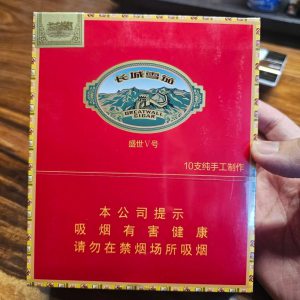 长城雪茄
GREATWALL
CIGAR
盛世V号
10支纯手工制作
本公司提示
吸烟有害健康
请勿在禁烟场所吸烟